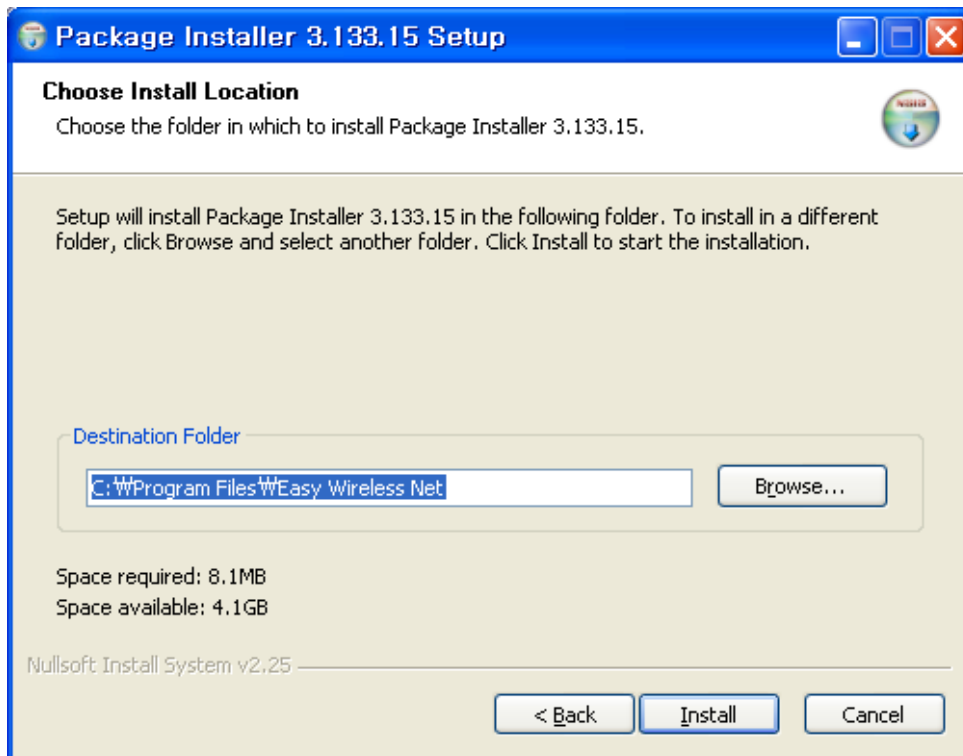 Package Installer 3.133.15 Setup
Choose Install Location
Choose the folder in which to install Package Installer 3.133.15.
Setup will install Package Installer 3.133.15 in the following folder. To install in a different
folder, click Browse and select another folder. Click Install to start the installation.
Destination Folder
C:₩Program Files₩Easy Wireless Net
Browse...
Space required: 8.1MB
Space available: 4.1GB
Nullsoft Install System v2.25
< Back
Install
Cancel